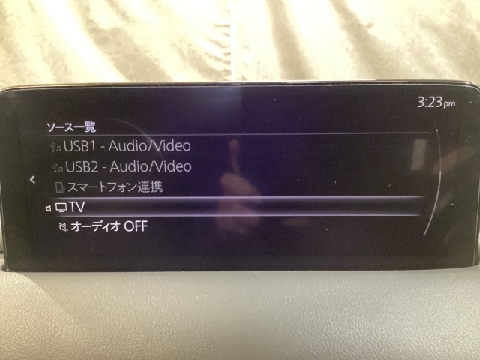 3:23pm
ソース一覧
USB1 - Audio/Video
USB2 - Audio/Video
スマートフォン連携
TV
オーディオ OFF